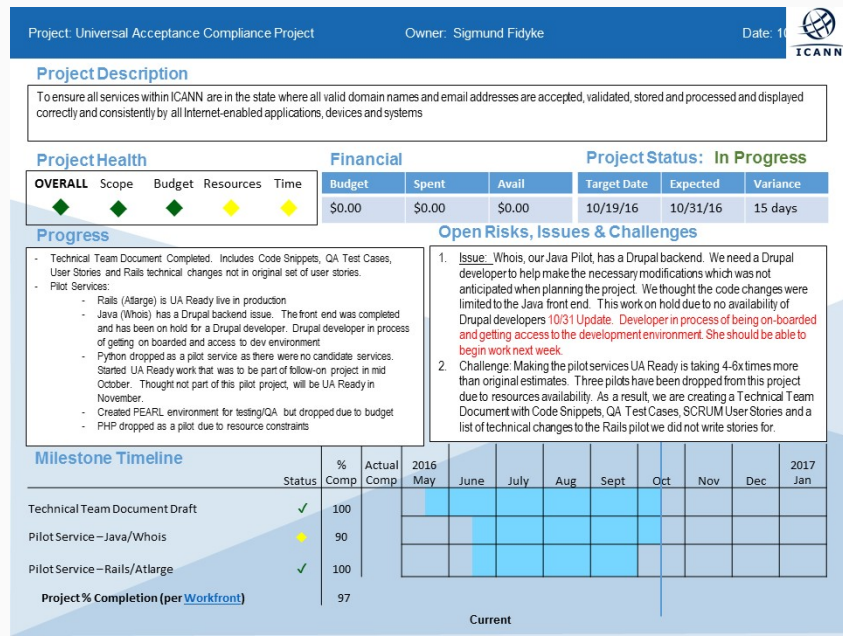 Project: Universal Acceptance Compliance Project Owner: Sigmund Fidyke Date: 10
ICANN
Project Description
To ensure all services within ICANN are in the state where all valid domain names and email addresses are accepted, validated, stored and processed and displayed
correctly and consistently by all Internet-enabled applications, devices and systems
Project Health
OVERALL Scope Budget Resources Time
Financial
Budget Spent Avail
$0.00 $0.00 $0.00
Project Status: In Progress
Target Date Expected Variance
10/19/16 10/31/16 15 days
Progress
- Technical Team Document Completed. Includes Code Snippets, QA Test Cases,
User Stories and Rails technical changes not in original set of user stories.
- Pilot Services:
- Rails (Atlarge) is UA Ready live in production
- Java (Whois) has a Drupal backend issue. The front end was completed
and has been on hold for a Drupal developer. Drupal developer in process
of getting on boarded and access to dev environment
- Python dropped as a pilot service as there were no candidate services.
Started UA Ready work that was to be part of follow-on project in mid
October. Thought not part of this pilot project, will be UA Ready in
November.
- Created PEARL environment for testing/QA but dropped due to budget
- PHP dropped as a pilot due to resource constraints
Open Risks, Issues & Challenges
1. Issue: Whois, our Java Pilot, has a Drupal backend. We need a Drupal
developer to help make the necessary modifications which was not
anticipated when planning the project. We thought the code changes were
limited to the Java front end. This work on hold due to no availability of
Drupal developers 10/31 Update. Developer in process of being on-boarded
and getting access to the development environment. She should be able to
begin work next week.
2. Challenge: Making the pilot services UA Ready is taking 4-6x times more
than original estimates. Three pilots have been dropped from this project
due to resources availability. As a result, we are creating a Technical Team
Document with Code Snippets, QA Test Cases, SCRUM User Stories and a
list of technical changes to the Rails pilot we did not write stories for.
Milestone Timeline
% Actual 2016 2017
Status Comp Comp May June July Aug Sept Oct Nov Dec Jan
Technical Team Document Draft ✓ 100
Pilot Service – Java/Whois 90
Pilot Service – Rails/Atlarge ✓ 100
Project % Completion (per Workfront) 97
Current